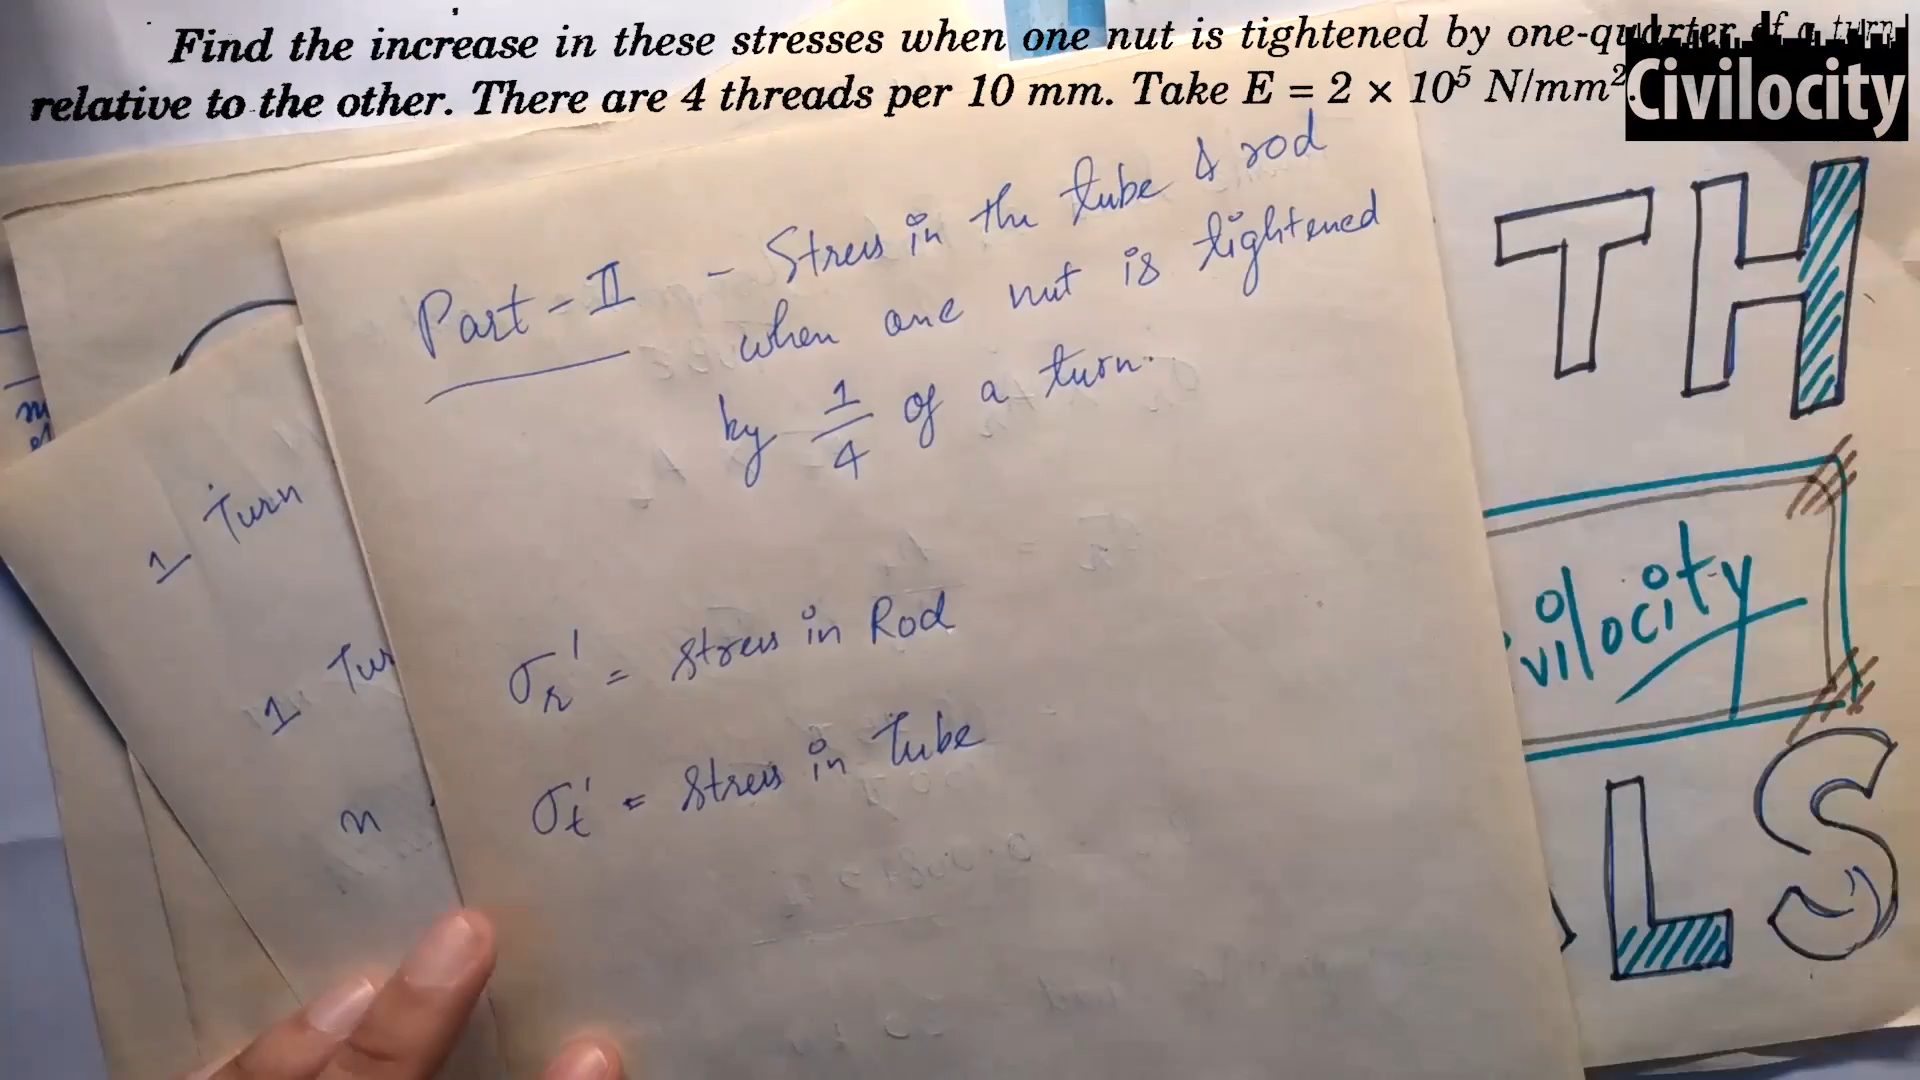 Find the increase in these stresses when one nut is tightened by one-quarter of a turn
relative to the other. There are 4 threads per 10 mm. Take E = 2 × 10⁵ N/mm².
Civilocity
Part - II - Stress in the tube & rod
when one nut is tightened
by 1/4 of a turn.
σr' = stress in Rod
σt' = stress in tube
1 Turn
1 Tur
n
TH
vilocity
LS